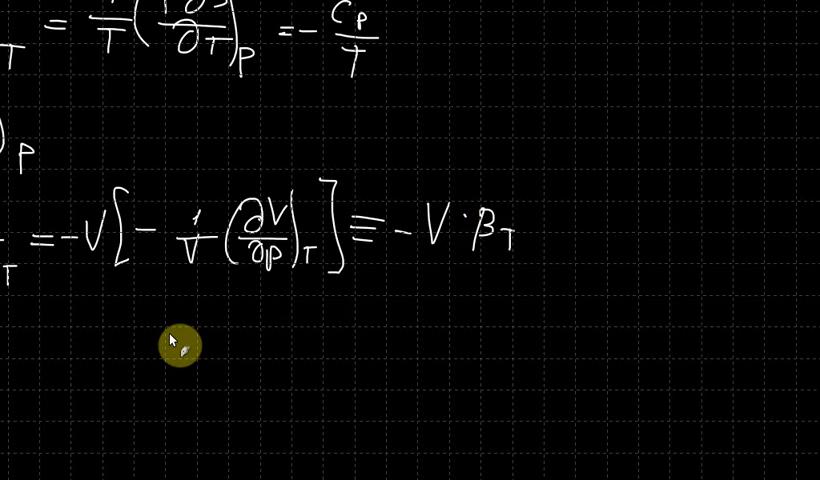 T = 1/T (T∂S/∂T)_P = - C_P/T
)_P
T = -V[ - 1/V (∂V/∂p)_T ] ≡ - V · β_T